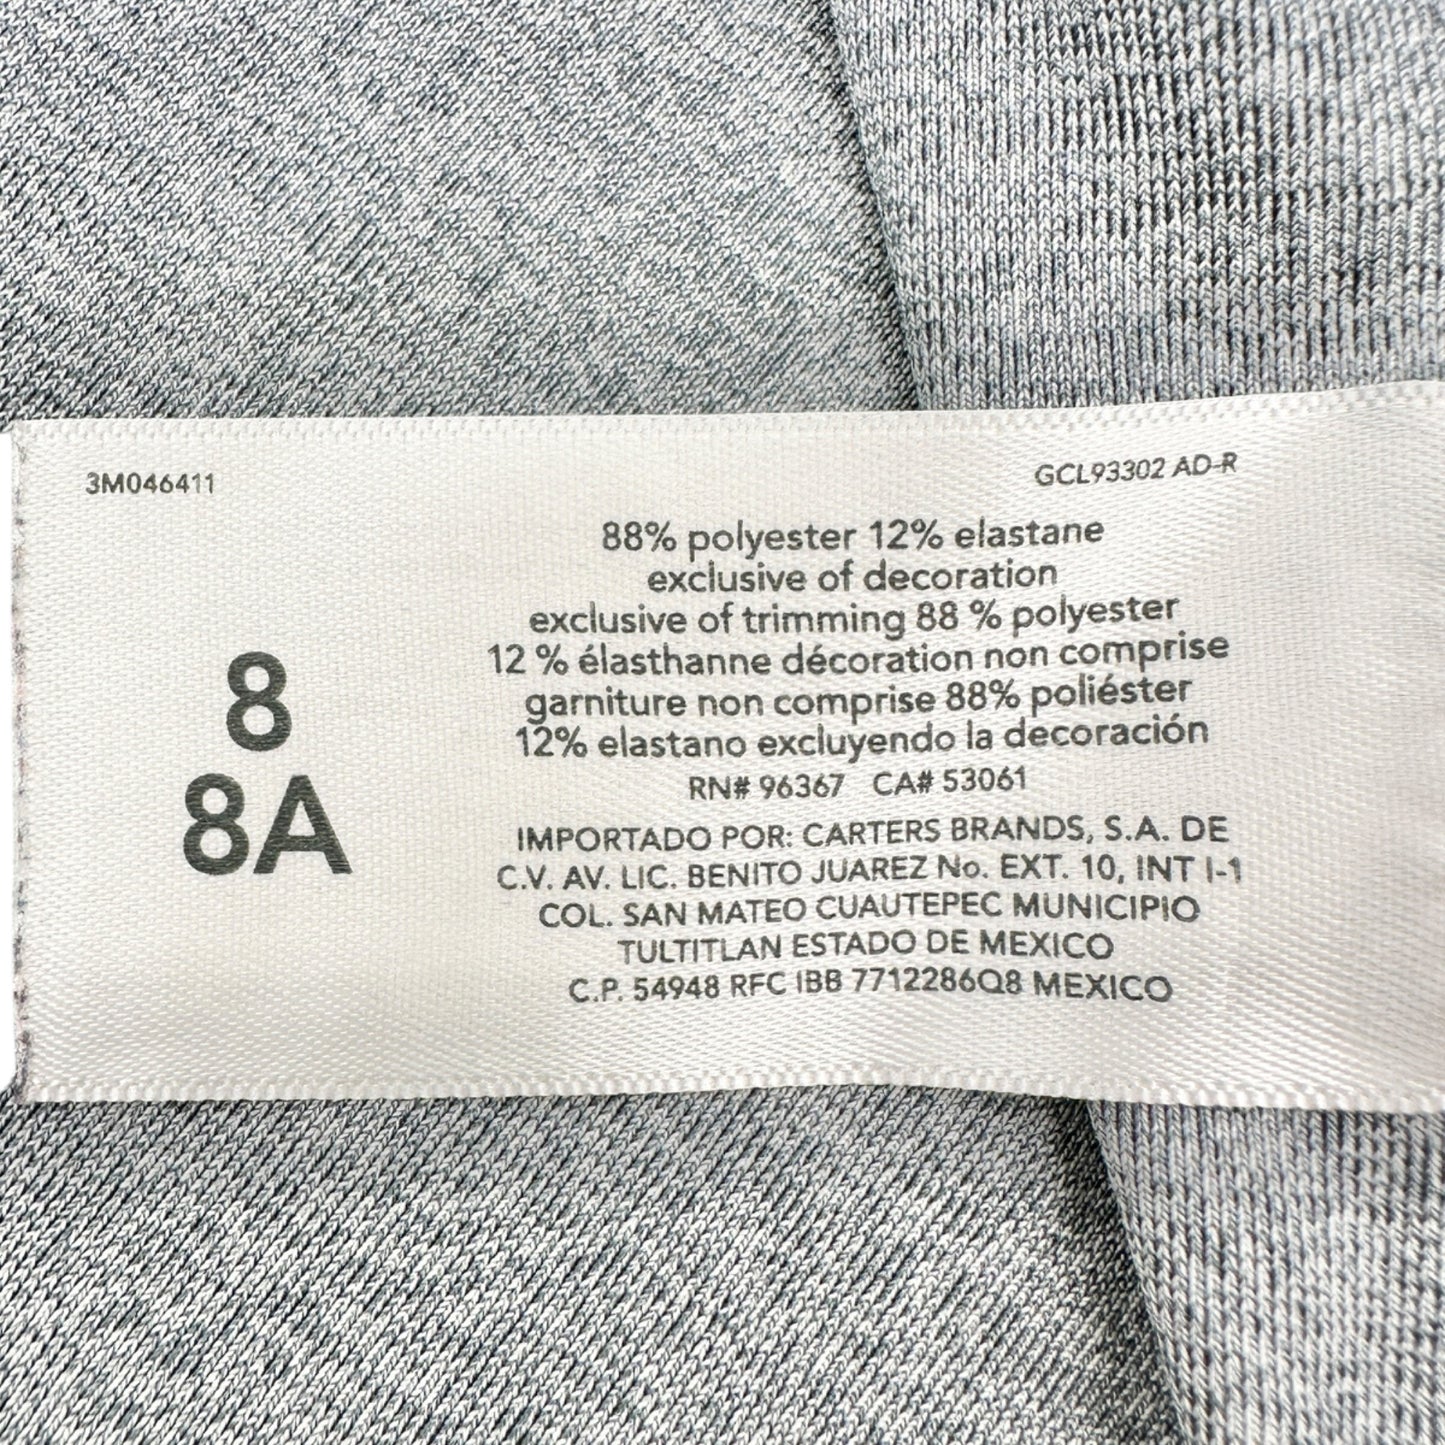 3M046411
GCL93302 AD-R
88% polyester 12% elastane
exclusive of decoration
exclusive of trimming 88 % polyester
12 % élasthanne décoration non comprise
garniture non comprise 88% poliéster
12% elastano excluyendo la decoración
RN# 96367 CA# 53061
IMPORTADO POR: CARTERS BRANDS, S.A. DE
C.V. AV. LIC. BENITO JUAREZ No. EXT. 10, INT I-1
COL. SAN MATEO CUAUTEPEC MUNICIPIO
TULTITLAN ESTADO DE MEXICO
C.P. 54948 RFC IBB 7712286Q8 MEXICO
8
8A